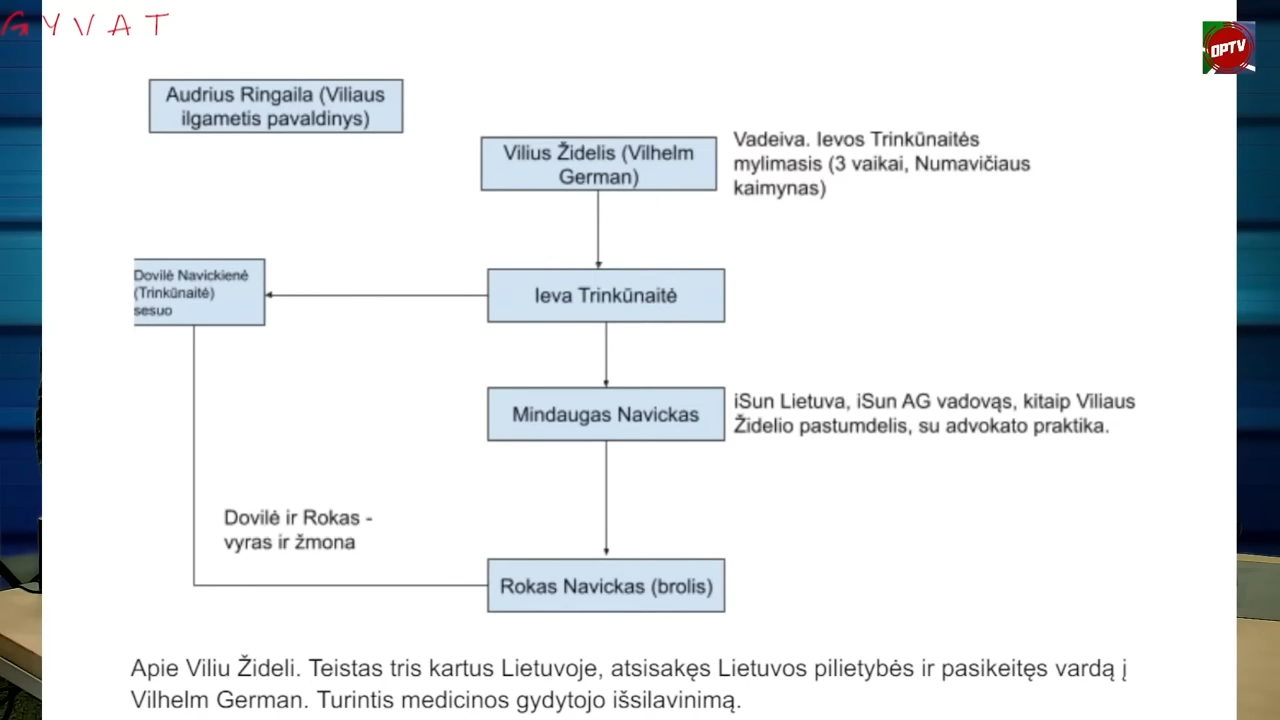 GYVAT
OPTV
Audrius Ringaila (Viliaus
ilgametis pavaldinys)
Vilius Židelis (Vilhelm
German)
Vadeiva. Ievos Trinkūnaitės
mylimasis (3 vaikai, Numavičiaus
kaimynas)
Dovilė Navickienė
(Trinkūnaitė)
sesuo
Ieva Trinkūnaitė
Mindaugas Navickas
iSun Lietuva, iSun AG vadovąs, kitaip Viliaus
Židelio pastumdelis, su advokato praktika.
Dovilė ir Rokas -
vyras ir žmona
Rokas Navickas (brolis)
Apie Viliu Žideli. Teistas tris kartus Lietuvoje, atsisakęs Lietuvos pilietybės ir pasikeitęs vardą į
Vilhelm German. Turintis medicinos gydytojo išsilavinimą.